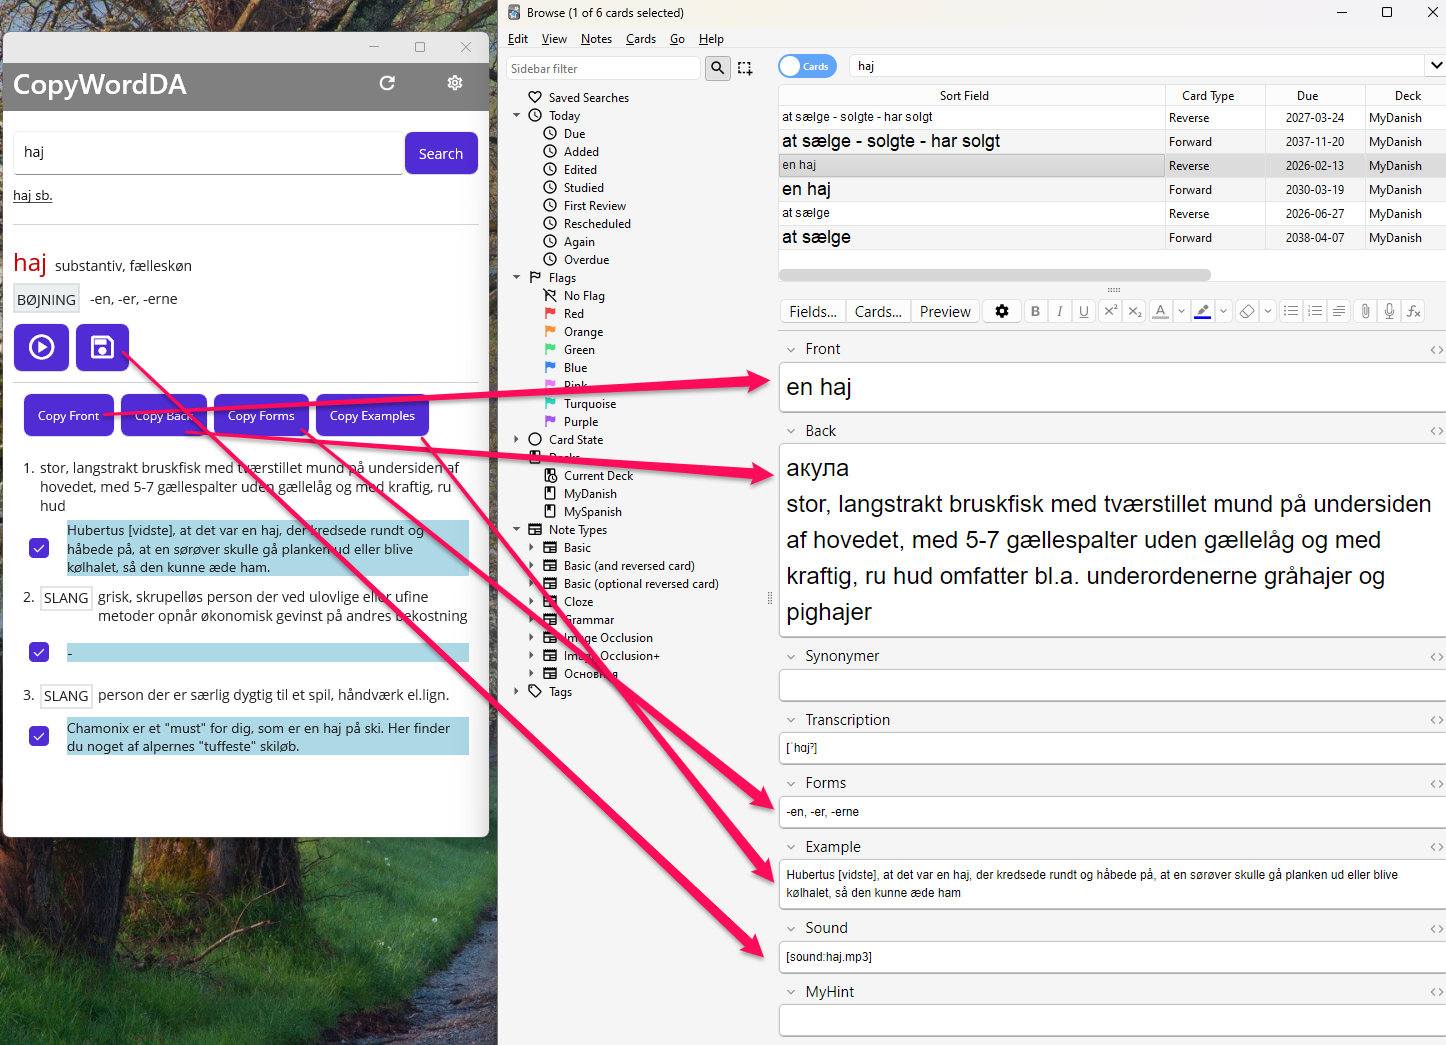 CopyWordDA
haj
Search
haj sb.
haj substantiv, fælleskøn
BØJNING -en, -er, -erne
Copy Front
Copy Back
Copy Forms
Copy Examples
1. stor, langstrakt bruskfisk med tværstillet mund på undersiden af
hovedet, med 5-7 gællespalter uden gællelåg og med kraftig, ru
hud
Hubertus [vidste], at det var en haj, der kredsede rundt og
håbede på, at en sørøver skulle gå planken ud eller blive
kølhalet, så den kunne æde ham.
2. SLANG grisk, skrupelløs person der ved ulovlige eller ufine
metoder opnår økonomisk gevinst på andres bekostning
-
3. SLANG person der er særlig dygtig til et spil, håndværk el.lign.
Chamonix er et "must" for dig, som er en haj på ski. Her finder
du noget af alpernes "tuffeste" skiløb.
Browse (1 of 6 cards selected)
Edit View Notes Cards Go Help
Sidebar filter
Saved Searches
Today
Due
Added
Edited
Studied
First Review
Rescheduled
Again
Overdue
Flags
No Flag
Red
Orange
Green
Blue
Pink
Turquoise
Purple
Card State
Decks
Current Deck
MyDanish
MySpanish
Note Types
Basic
Basic (and reversed card)
Basic (optional reversed card)
Cloze
Grammar
Image Occlusion
Image Occlusion+
Основная
Tags
Cards
haj
Sort Field Card Type Due Deck
at sælge - solgte - har solgt Reverse 2027-03-24 MyDanish
at sælge - solgte - har solgt Forward 2037-11-20 MyDanish
en haj Reverse 2026-02-13 MyDanish
en haj Forward 2030-03-19 MyDanish
at sælge Reverse 2026-06-27 MyDanish
at sælge Forward 2038-04-07 MyDanish
Fields... Cards... Preview B I U x² x₂ A fx
Front
en haj
Back
акула
stor, langstrakt bruskfisk med tværstillet mund på undersiden
af hovedet, med 5-7 gællespalter uden gællelåg og med
kraftig, ru hud omfatter bl.a. underordenerne gråhajer og
pighajer
Synonymer
Transcription
[ˈhɑjˀ]
Forms
-en, -er, -erne
Example
Hubertus [vidste], at det var en haj, der kredsede rundt og håbede på, at en sørøver skulle gå planken ud eller blive
kølhalet, så den kunne æde ham
Sound
[sound:haj.mp3]
MyHint